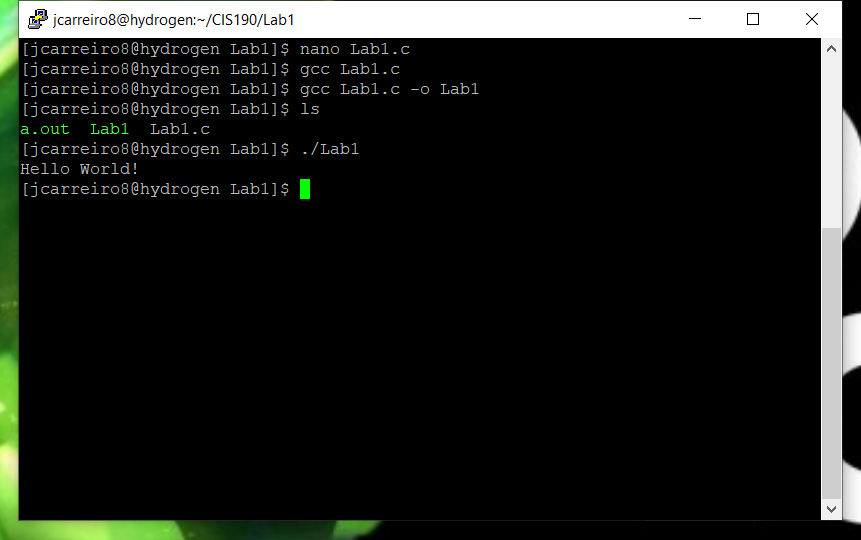 jcarreiro8@hydrogen:~/CIS190/Lab1
[jcarreiro8@hydrogen Lab1]$ nano Lab1.c
[jcarreiro8@hydrogen Lab1]$ gcc Lab1.c
[jcarreiro8@hydrogen Lab1]$ gcc Lab1.c -o Lab1
[jcarreiro8@hydrogen Lab1]$ ls
a.out  Lab1  Lab1.c
[jcarreiro8@hydrogen Lab1]$ ./Lab1
Hello World!
[jcarreiro8@hydrogen Lab1]$